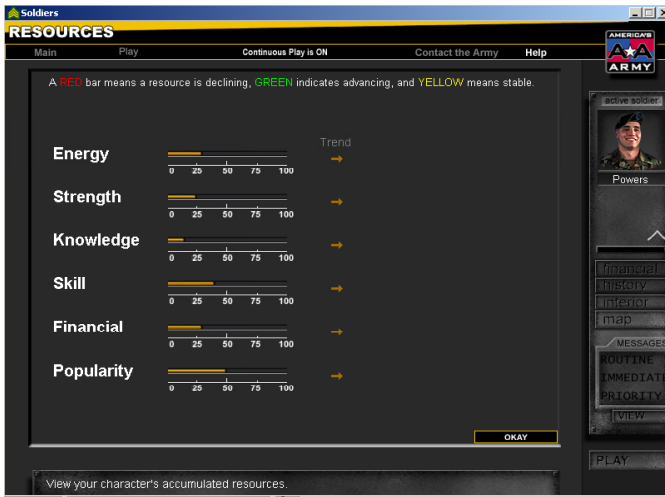 Soldiers
RESOURCES
Main Play Continuous Play is ON Contact the Army Help
AMERICA'S
ARMY
A RED bar means a resource is declining, GREEN indicates advancing, and YELLOW means stable.
active soldier
Powers
Trend
Energy
0 25 50 75 100
Strength
0 25 50 75 100
Knowledge
0 25 50 75 100
Skill
0 25 50 75 100
Financial
0 25 50 75 100
Popularity
0 25 50 75 100
financial
history
interior
map
MESSAGES
ROUTINE
IMMEDIATE
PRIORITY
VIEW
OKAY
PLAY
View your character's accumulated resources.